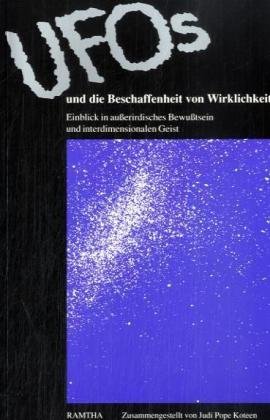 UFOs
und die Beschaffenheit von Wirklichkeit
Einblick in außerirdisches Bewußtsein
und interdimensionalen Geist
RAMTHA Zusammengestellt von Judi Pope Koteen